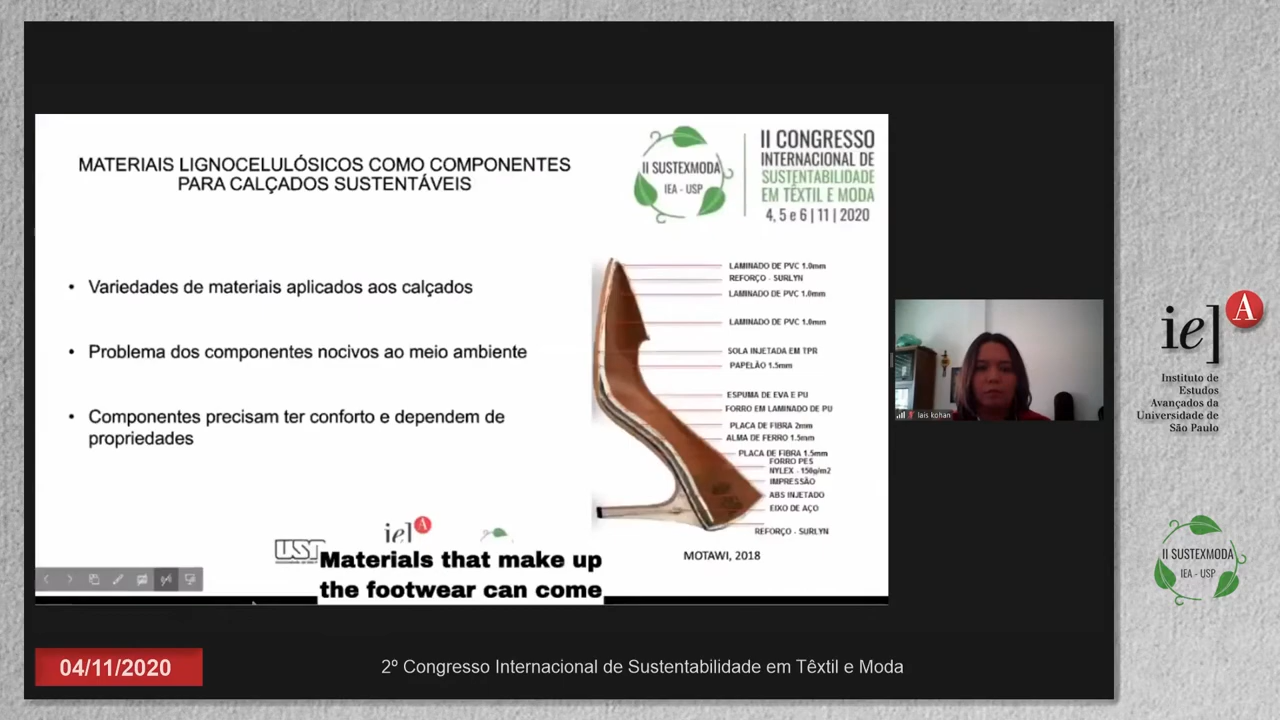 MATERIAIS LIGNOCELULÓSICOS COMO COMPONENTES
PARA CALÇADOS SUSTENTÁVEIS
II SUSTEXMODA
IEA - USP
II CONGRESSO
INTERNACIONAL DE
SUSTENTABILIDADE
EM TÊXTIL E MODA
4, 5 e 6 | 11 | 2020
• Variedades de materiais aplicados aos calçados
• Problema dos componentes nocivos ao meio ambiente
• Componentes precisam ter conforto e dependem de
propriedades
LAMINADO DE PVC 1.0mm
REFORÇO - SURLYN
LAMINADO DE PVC 1.0mm
LAMINADO DE PVC 1.0mm
SOLA INJETADA EM TPR
PAPELÃO 1.5mm
ESPUMA DE EVA E PU
FORRO EM LAMINADO DE PU
PLACA DE FIBRA 2mm
ALMA DE FERRO 1.5mm
PLACA DE FIBRA 1.5mm
FORRO PES
NYLEX - 150g/m2
IMPRESSÃO
ABS INJETADO
EIXO DE AÇO
REFORÇO - SURLYN
MOTAWI, 2018
iel A
Materials that make up
the footwear can come
lais kohan
iea A
Instituto de
Estudos
Avançados da
Universidade de
São Paulo
II SUSTEXMODA
IEA - USP
04/11/2020
2º Congresso Internacional de Sustentabilidade em Têxtil e Moda